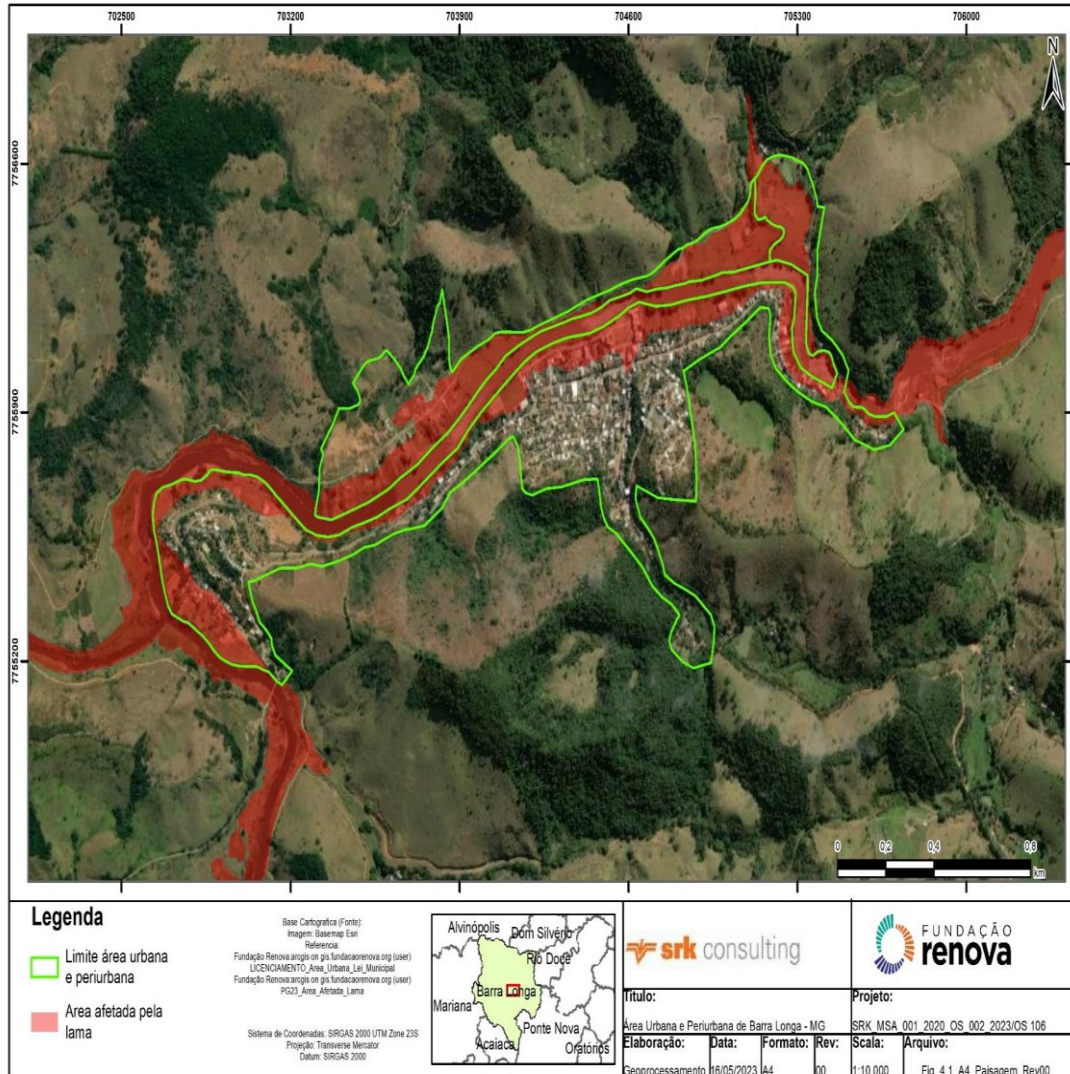 702500 703200 703900 704600 705300 706000
N
7756600
7755900
7755200
0 0,2 0,4 0,8
km
Legenda
Limite área urbana
e periurbana
Area afetada pela
lama
Base Cartografica (Fonte):
Imagem: Basemap Esri
Referencia:
Fundação Renova:arcgis on gis.fundacaorenova.org (user)
LICENCIAMENTO_Area_Urbana_Lei_Municipal
Fundação Renova:arcgis on gis.fundacaorenova.org (user)
PG23_Area_Afetada_Lama
Sistema de Coordenadas: SIRGAS 2000 UTM Zone 23S
Projeção: Transverse Mercator
Datum: SIRGAS 2000
Alvinópolis
Dom Silvério
Rio Doce
Barra Longa
Mariana
Ponte Nova
Acaiaca
Oratórios
srk consulting
FUNDAÇÃO
renova
Título:
Área Urbana e Periurbana de Barra Longa - MG
Projeto:
SRK_MSA_001_2020_OS_002_2023/OS 106
Elaboração: Data: Formato: Rev: Scala: Arquivo:
Geoprocessamento 16/05/2023 A4 00 1:10.000 Fig_4.1_A4_Paisagem_Rev00